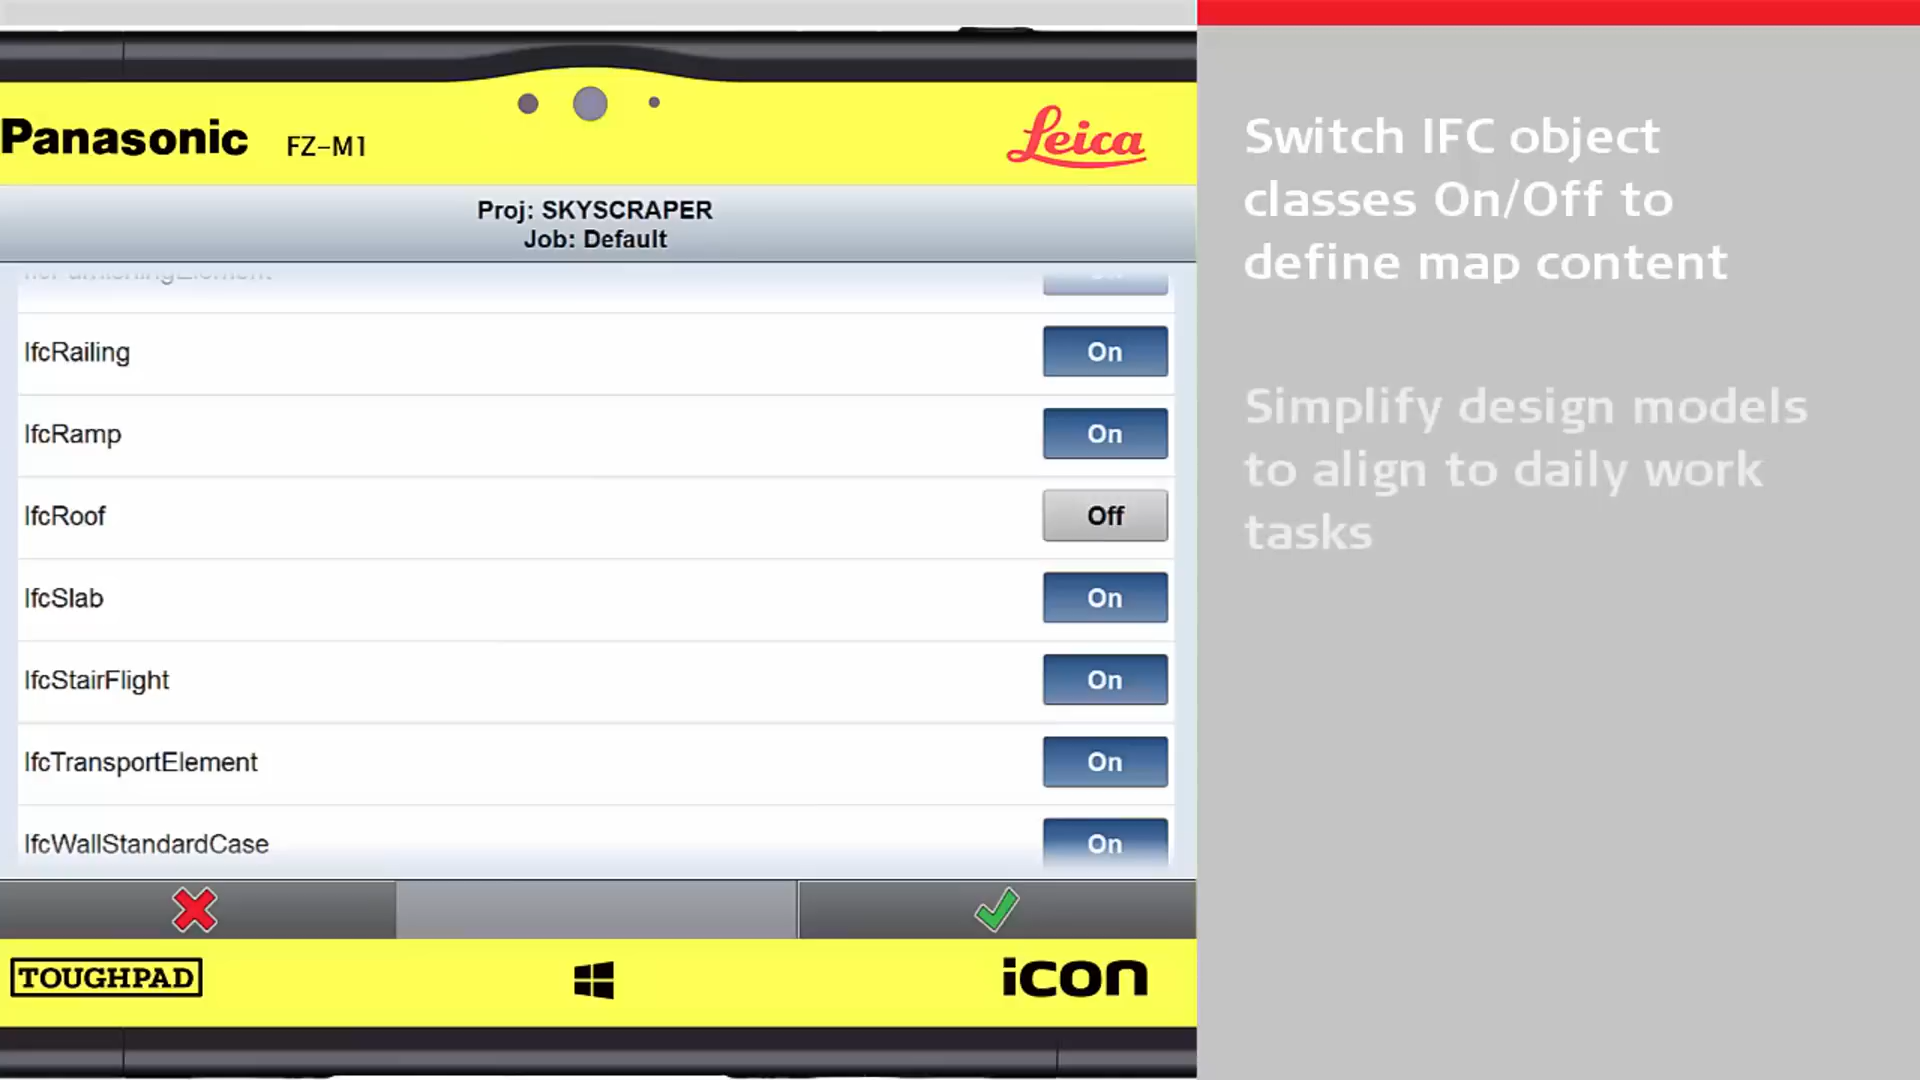 Panasonic FZ-M1 Leica
Proj: SKYSCRAPER
Job: Default
IfcRailing On
IfcRamp On
IfcRoof Off
IfcSlab On
IfcStairFlight On
IfcTransportElement On
IfcWallStandardCase On
TOUGHPAD icon
Switch IFC object
classes On/Off to
define map content
Simplify design models
to align to daily work
tasks